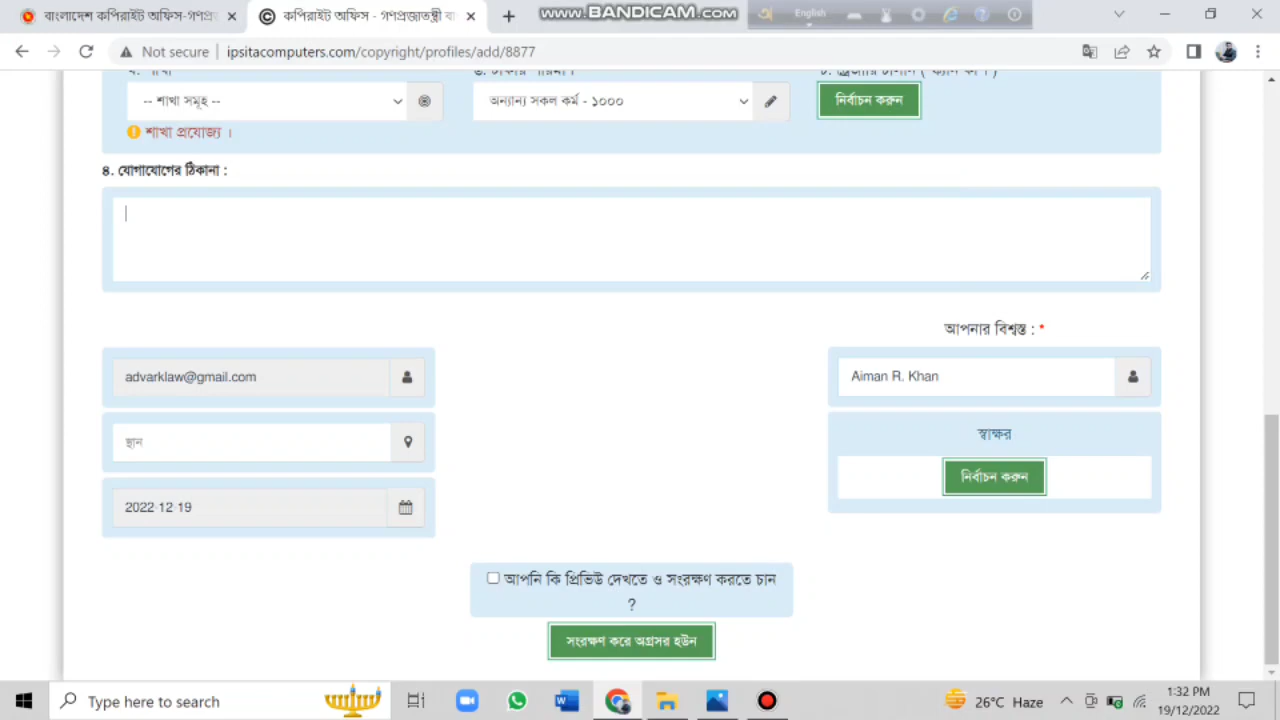 বাংলাদেশ কপিরাইট অফিস-গণপ্রজ
কপিরাইট অফিস - গণপ্রজাতন্ত্রী বা
www.BANDICAM.com
English
Not secure
ipsitacomputers.com/copyright/profiles/add/8877
-- শাখা সমূহ --
অন্যান্য সকল কর্ম - ১০০০
নির্বাচন করুন
শাখা প্রযোজ্য ।
৪. যোগাযোগের ঠিকানা :
আপনার বিশ্বস্ত : *
advarklaw@gmail.com
Aiman R. Khan
স্থান
স্বাক্ষর
নির্বাচন করুন
2022-12-19
আপনি কি প্রিভিউ দেখতে ও সংরক্ষণ করতে চান
?
সংরক্ষণ করে অগ্রসর হউন
Type here to search
26°C Haze
1:32 PM
19/12/2022